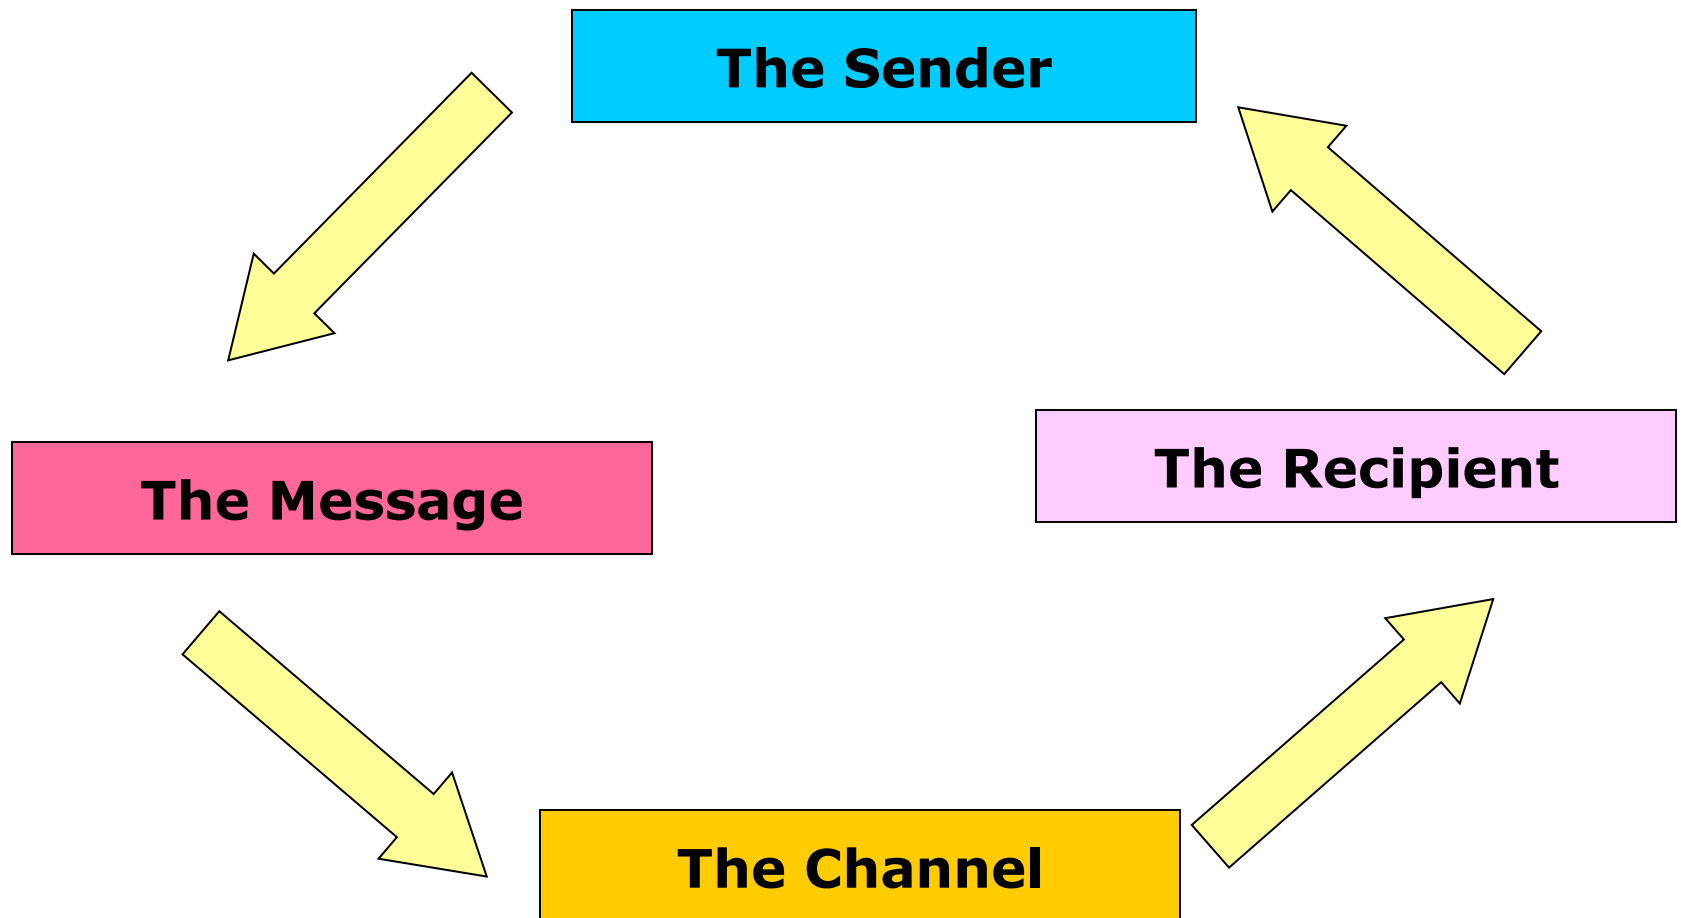 The Sender
The Recipient
The Message
The Channel